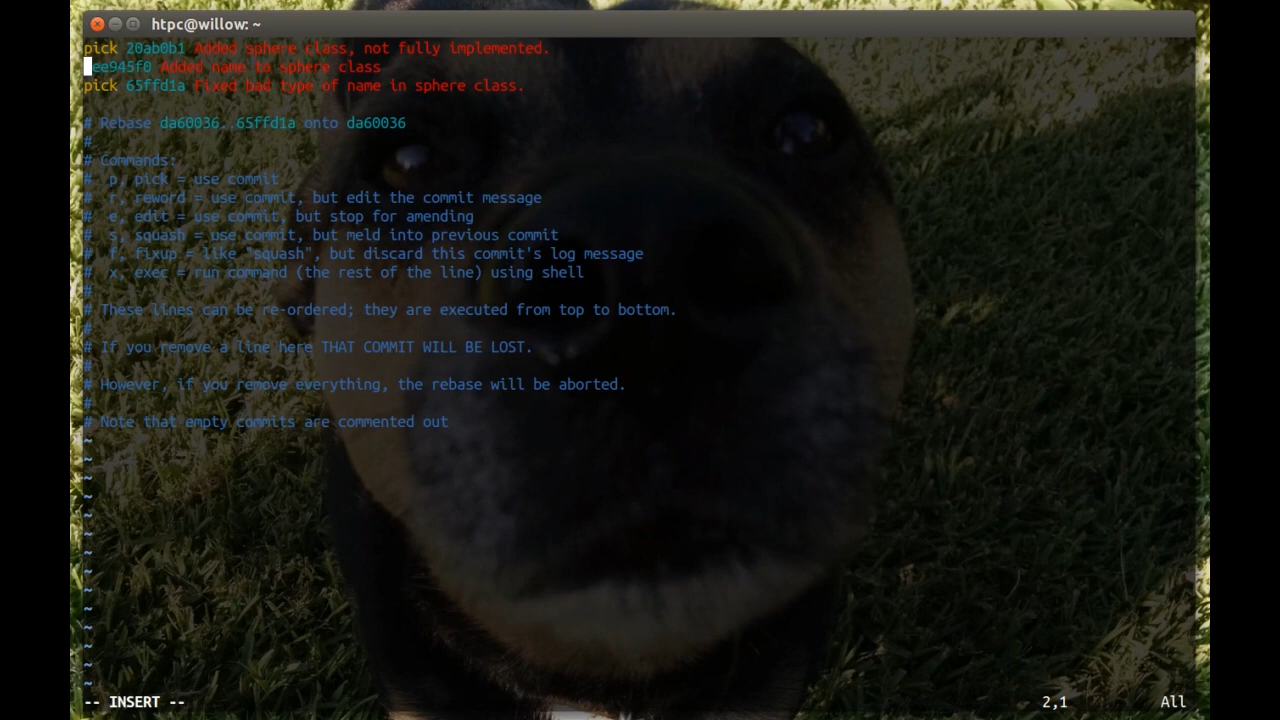 htpc@willow: ~
pick 20ab0b1 Added sphere class, not fully implemented.
ee945f0 Added name to sphere class
pick 65ffd1a Fixed bad type of name in sphere class.
# Rebase da60036..65ffd1a onto da60036
#
# Commands:
#  p, pick = use commit
#  r, reword = use commit, but edit the commit message
#  e, edit = use commit, but stop for amending
#  s, squash = use commit, but meld into previous commit
#  f, fixup = like "squash", but discard this commit's log message
#  x, exec = run command (the rest of the line) using shell
#
# These lines can be re-ordered; they are executed from top to bottom.
#
# If you remove a line here THAT COMMIT WILL BE LOST.
#
# However, if you remove everything, the rebase will be aborted.
#
# Note that empty commits are commented out
~
~
~
~
~
~
~
~
~
~
~
~
~
~
-- INSERT -- 2,1 All